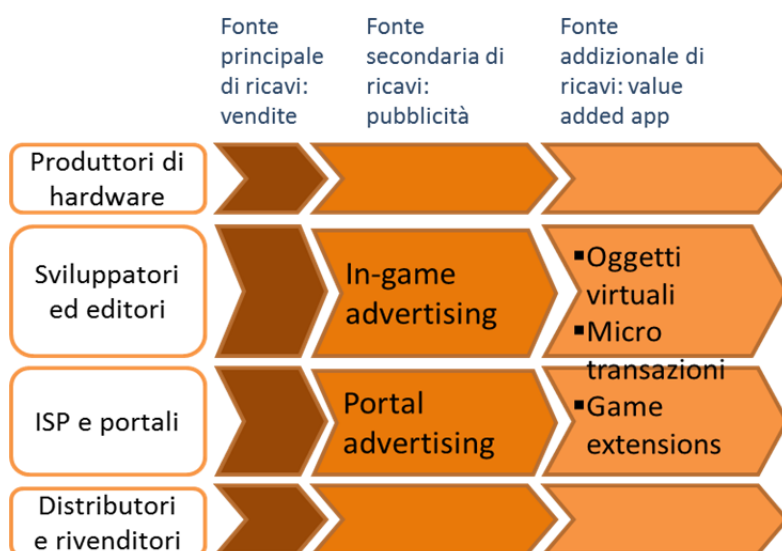 Fonte
principale
di ricavi:
vendite
Fonte
secondaria di
ricavi:
pubblicità
Fonte
addizionale di
ricavi: value
added app
Produttori di
hardware
Sviluppatori
ed editori
In-game
advertising
▪Oggetti
virtuali
▪Micro
transazioni
ISP e portali
Portal
advertising
▪Game
extensions
Distributori
e rivenditori